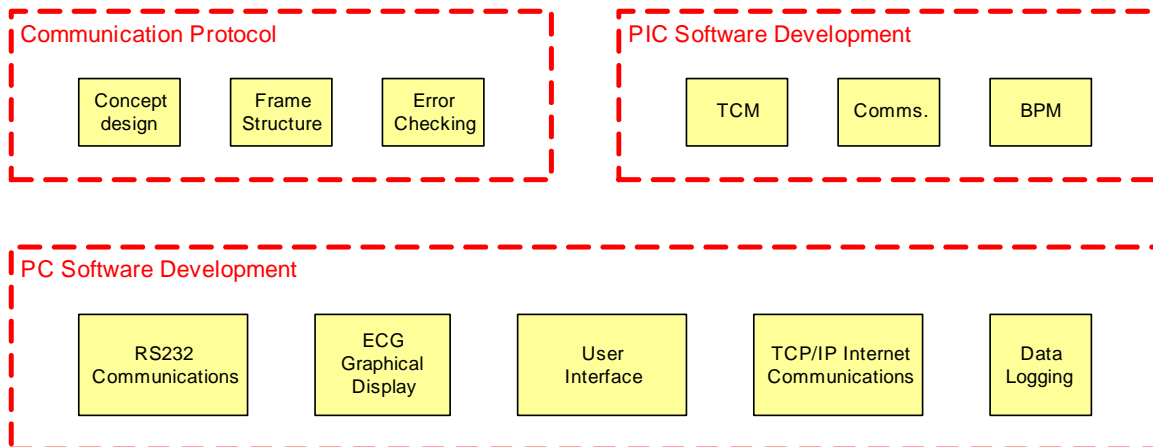 Communication Protocol
Concept
design
Frame
Structure
Error
Checking
PIC Software Development
TCM
Comms.
BPM
PC Software Development
RS232
Communications
ECG
Graphical
Display
User
Interface
TCP/IP Internet
Communications
Data
Logging